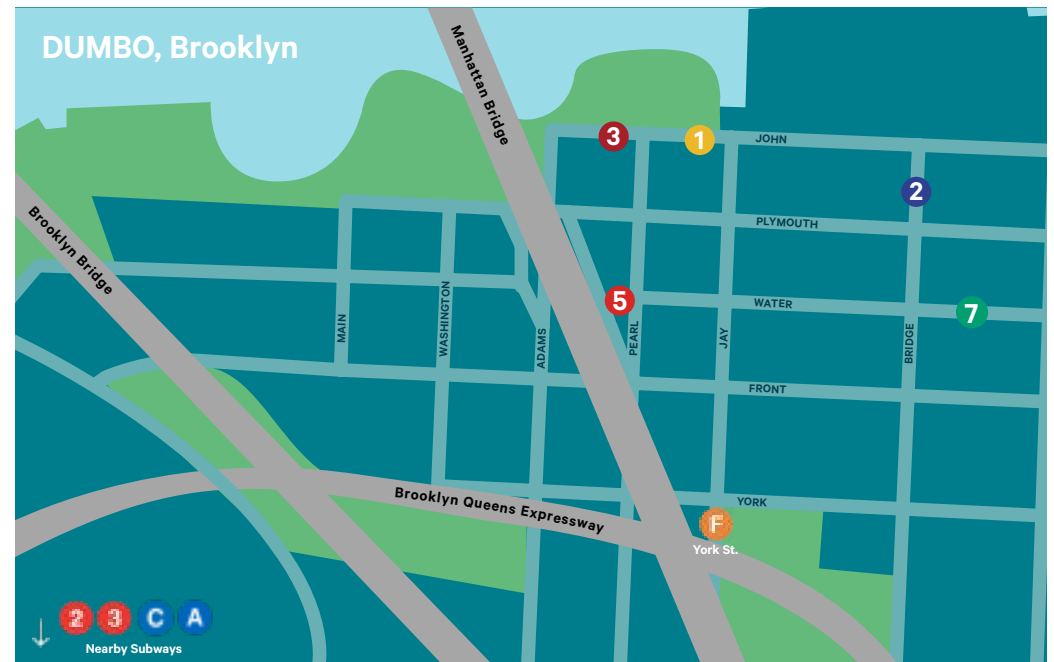 DUMBO, Brooklyn
Manhattan Bridge
3
1
JOHN
2
PLYMOUTH
Brooklyn Bridge
5
WATER
7
MAIN
WASHINGTON
ADAMS
PEARL
JAY
BRIDGE
FRONT
Brooklyn Queens Expressway
YORK
F
York St.
2 3 C A
Nearby Subways